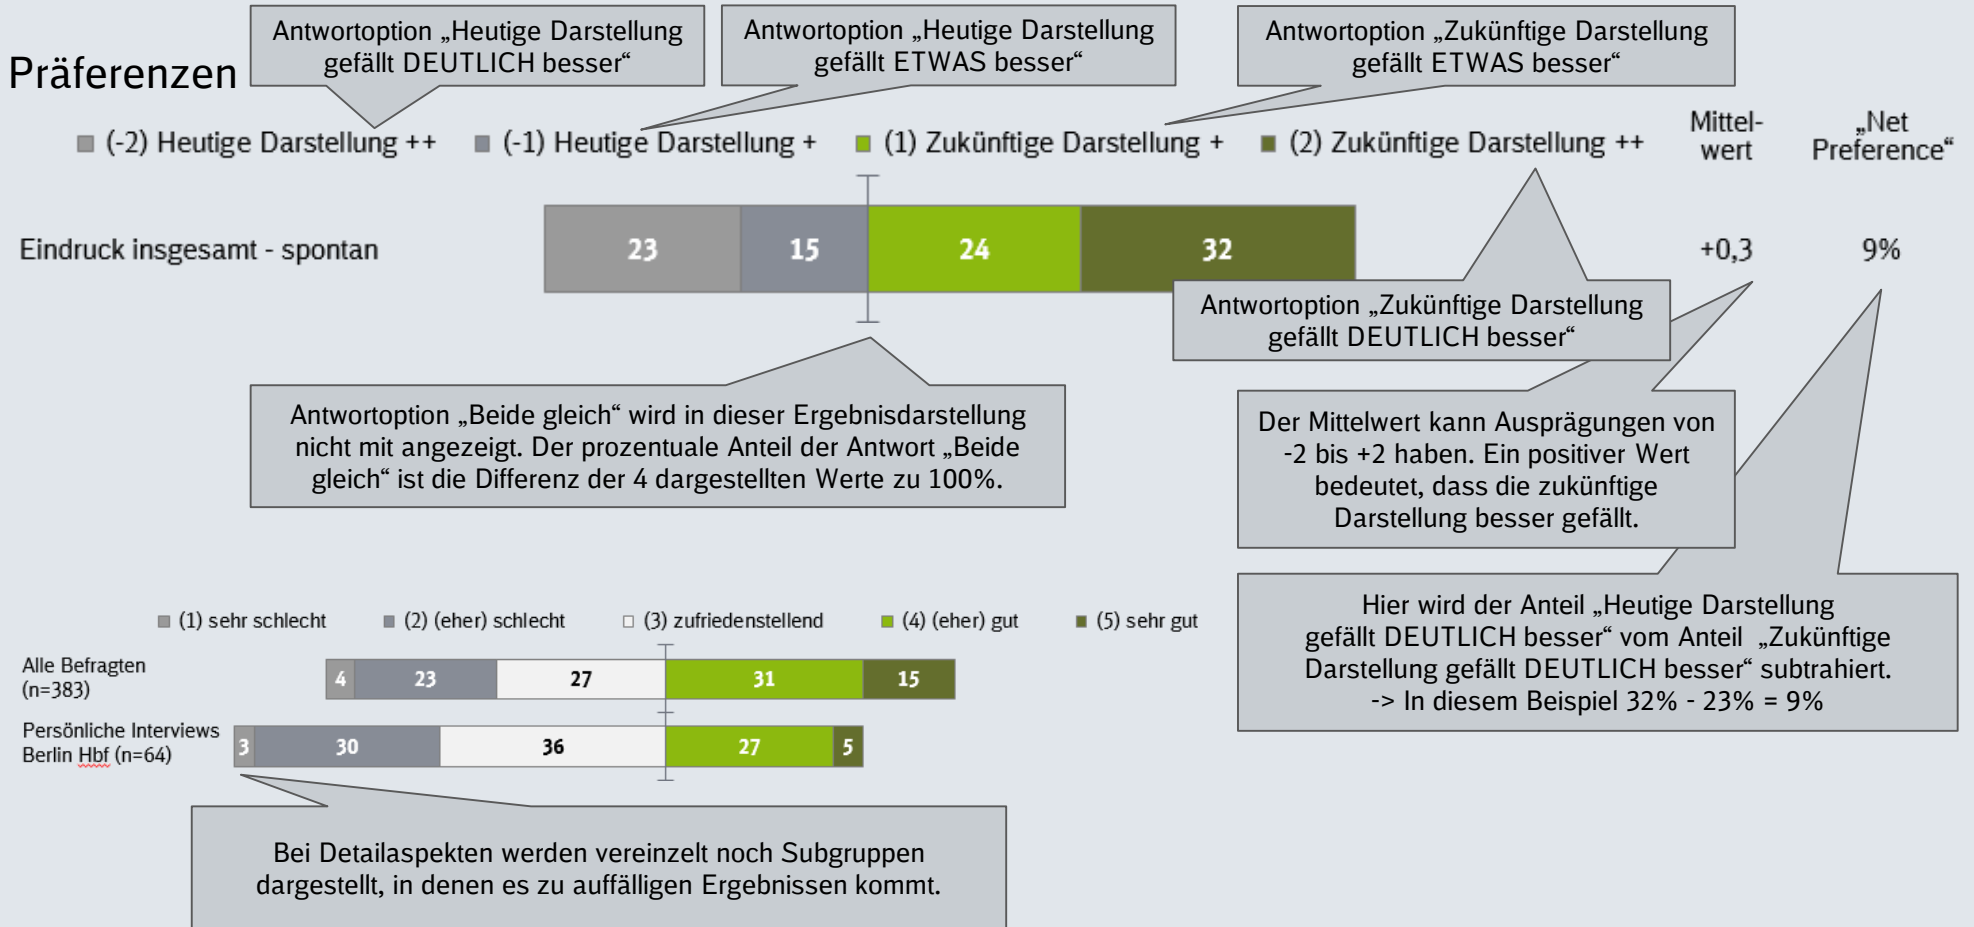 Präferenzen
Antwortoption „Heutige Darstellung
gefällt DEUTLICH besser“
Antwortoption „Heutige Darstellung
gefällt ETWAS besser“
Antwortoption „Zukünftige Darstellung
gefällt ETWAS besser“
(-2) Heutige Darstellung ++
(-1) Heutige Darstellung +
(1) Zukünftige Darstellung +
(2) Zukünftige Darstellung ++
Mittel-
wert
„Net
Preference“
Eindruck insgesamt - spontan
23
15
24
32
+0,3
9%
Antwortoption „Zukünftige Darstellung
gefällt DEUTLICH besser“
Antwortoption „Beide gleich“ wird in dieser Ergebnisdarstellung
nicht mit angezeigt. Der prozentuale Anteil der Antwort „Beide
gleich“ ist die Differenz der 4 dargestellten Werte zu 100%.
Der Mittelwert kann Ausprägungen von
-2 bis +2 haben. Ein positiver Wert
bedeutet, dass die zukünftige
Darstellung besser gefällt.
Hier wird der Anteil „Heutige Darstellung
gefällt DEUTLICH besser“ vom Anteil „Zukünftige
Darstellung gefällt DEUTLICH besser“ subtrahiert.
-> In diesem Beispiel 32% - 23% = 9%
(1) sehr schlecht
(2) (eher) schlecht
(3) zufriedenstellend
(4) (eher) gut
(5) sehr gut
Alle Befragten
(n=383)
4
23
27
31
15
Persönliche Interviews
Berlin Hbf (n=64)
3
30
36
27
5
Bei Detailaspekten werden vereinzelt noch Subgruppen
dargestellt, in denen es zu auffälligen Ergebnissen kommt.